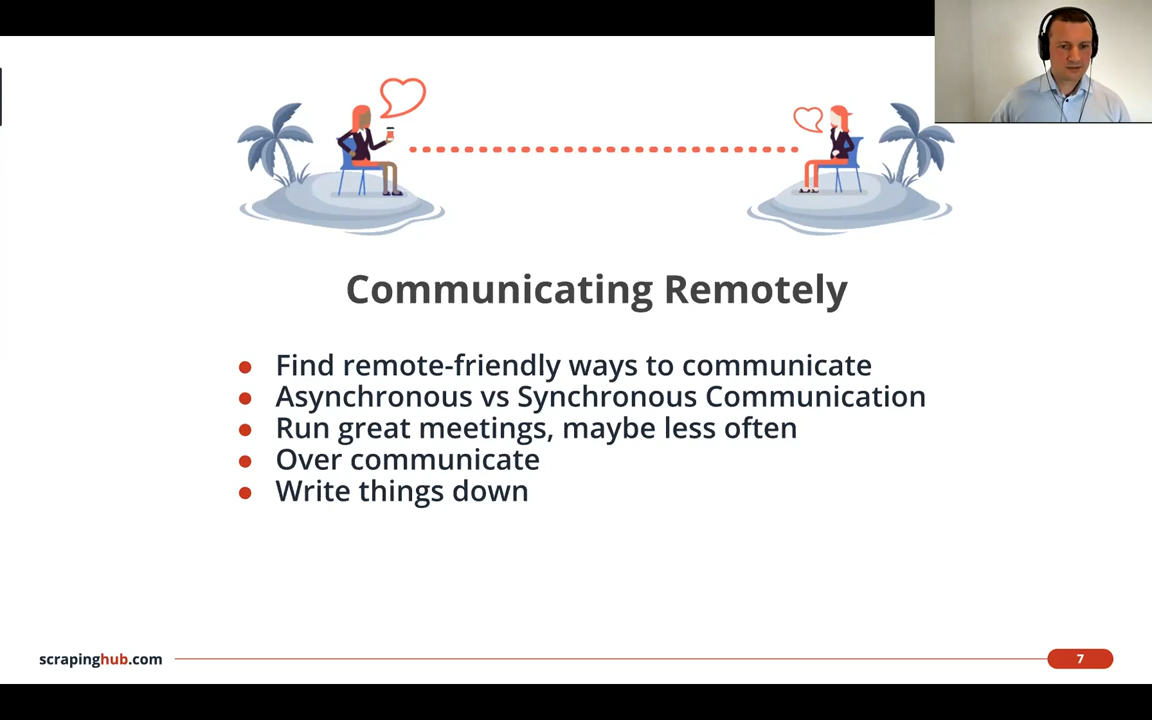 Communicating Remotely
Find remote-friendly ways to communicate
Asynchronous vs Synchronous Communication
Run great meetings, maybe less often
Over communicate
Write things down
scrapinghub.com
7